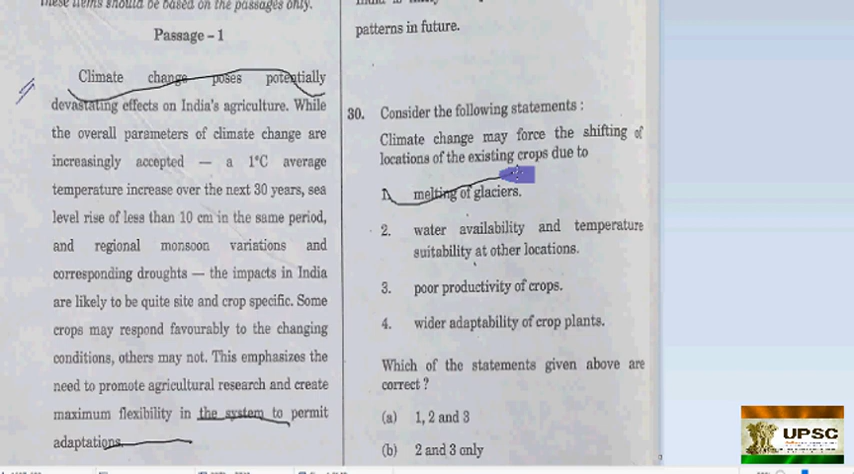 These items should be based on the passages only.
Passage – 1
Climate change poses potentially
devastating effects on India's agriculture. While
the overall parameters of climate change are
increasingly accepted — a 1°C average
temperature increase over the next 30 years, sea
level rise of less than 10 cm in the same period,
and regional monsoon variations and
corresponding droughts — the impacts in India
are likely to be quite site and crop specific. Some
crops may respond favourably to the changing
conditions, others may not. This emphasizes the
need to promote agricultural research and create
maximum flexibility in the system to permit
adaptations.
patterns in future.
30. Consider the following statements :
Climate change may force the shifting of
locations of the existing crops due to
1. melting of glaciers.
2. water availability and temperature
suitability at other locations.
3. poor productivity of crops.
4. wider adaptability of crop plants.
Which of the statements given above are
correct ?
(a) 1, 2 and 3
(b) 2 and 3 only
UPSC